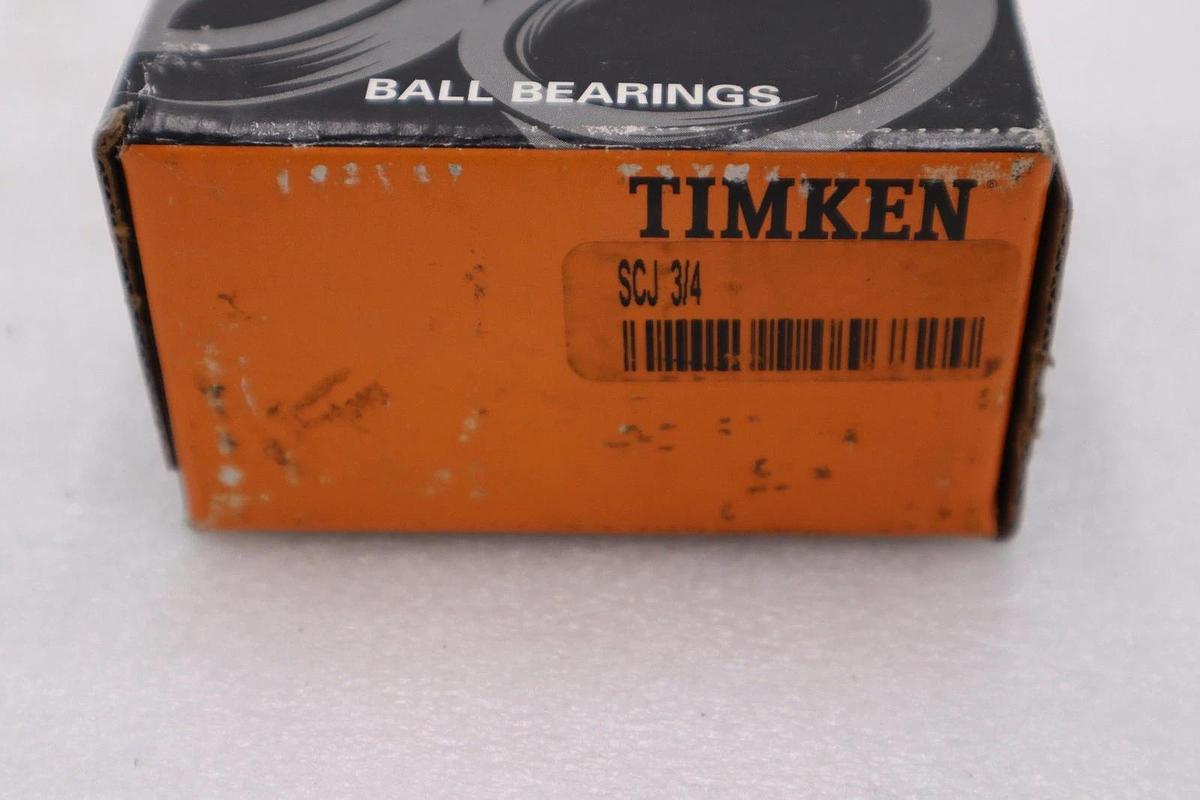 BALL BEARINGS
TIMKEN®
SCJ 3/4